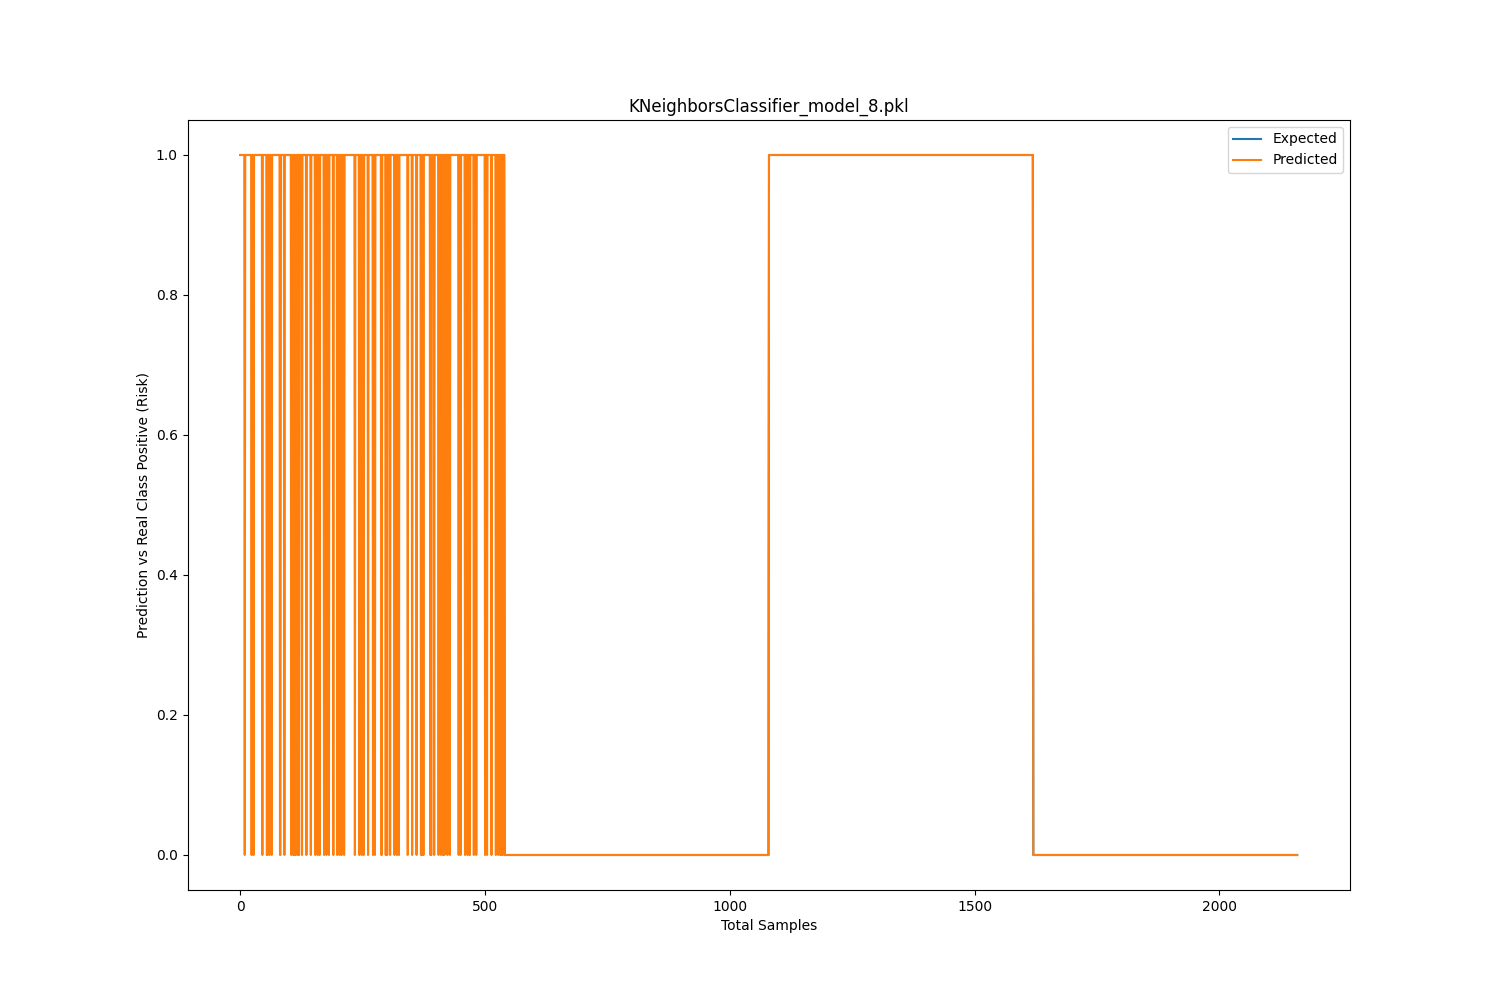 KNeighborsClassifier_model_8.pkl
Expected
Predicted
1.0
0.8
0.6
0.4
0.2
0.0
Prediction vs Real Class Positive (Risk)
0
500
1000
1500
2000
Total Samples